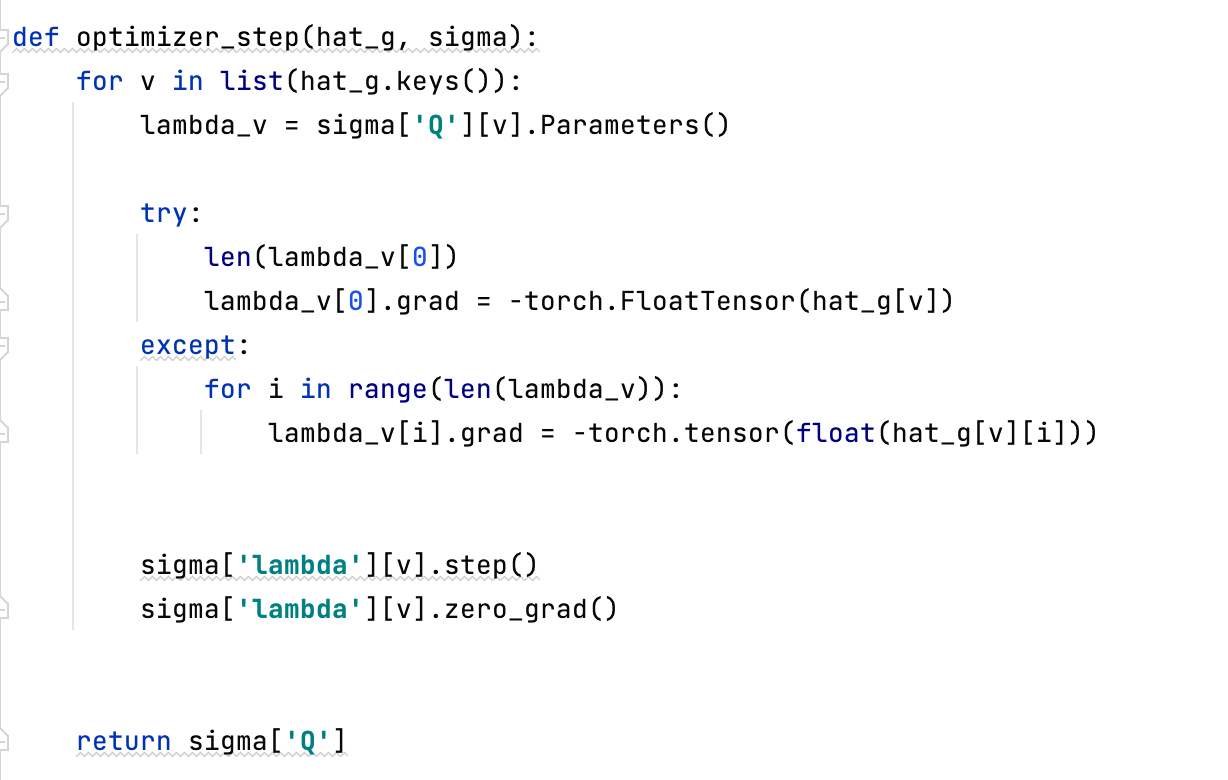 def optimizer_step(hat_g, sigma):
    for v in list(hat_g.keys()):
        lambda_v = sigma['Q'][v].Parameters()
        try:
            len(lambda_v[0])
            lambda_v[0].grad = -torch.FloatTensor(hat_g[v])
        except:
            for i in range(len(lambda_v)):
                lambda_v[i].grad = -torch.tensor(float(hat_g[v][i]))
        sigma['lambda'][v].step()
        sigma['lambda'][v].zero_grad()
    return sigma['Q']